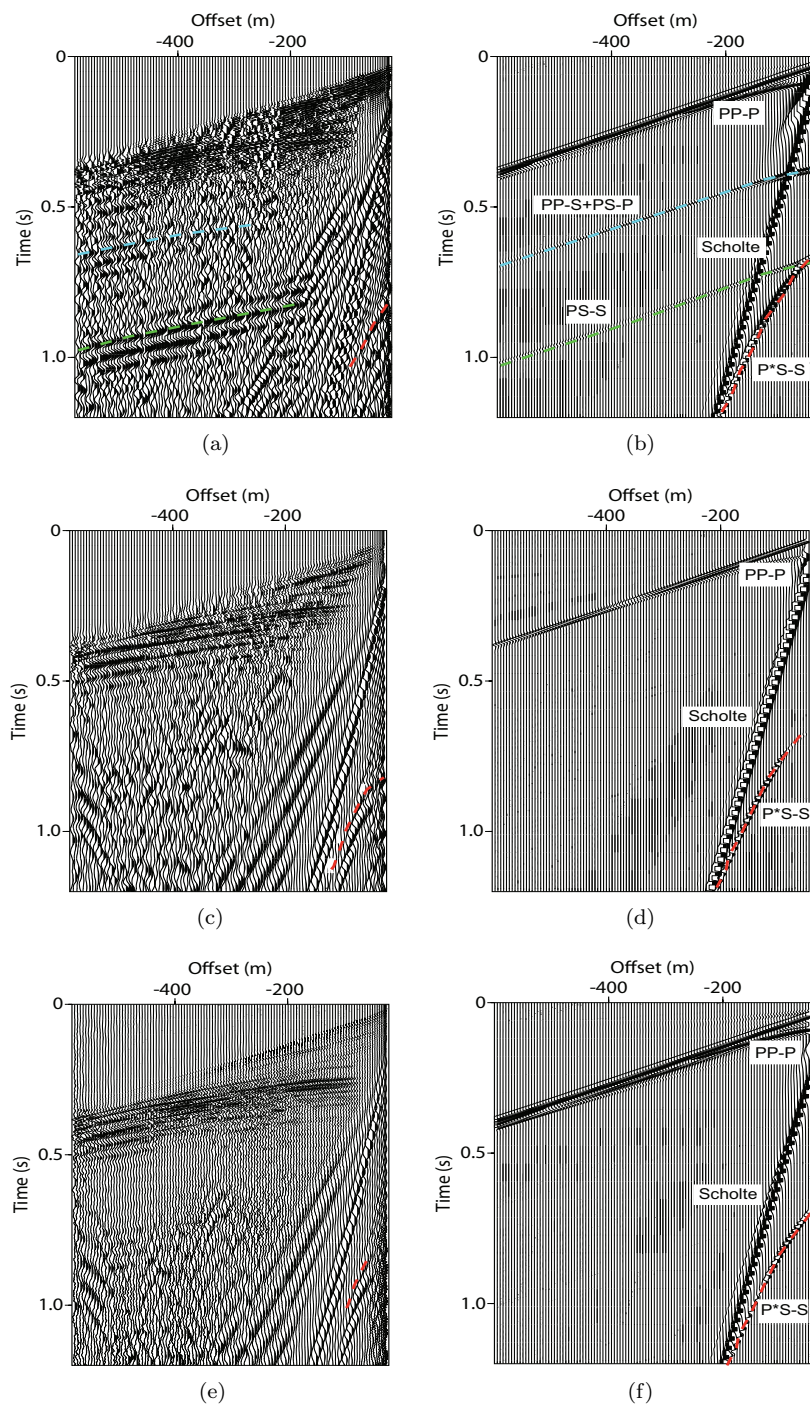 Offset (m)
-400 -200
0
0.5
1.0
Time (s)
(a)
Offset (m)
-400 -200
0
0.5
1.0
Time (s)
PP-P
PP-S+PS-P
Scholte
PS-S
P*S-S
(b)
Offset (m)
-400 -200
0
0.5
1.0
Time (s)
(c)
Offset (m)
-400 -200
0
0.5
1.0
Time (s)
PP-P
Scholte
P*S-S
(d)
Offset (m)
-400 -200
0
0.5
1.0
Time (s)
(e)
Offset (m)
-400 -200
0
0.5
1.0
Time (s)
PP-P
Scholte
P*S-S
(f)